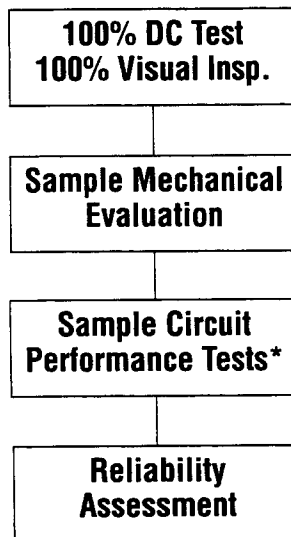 100% DC Test
100% Visual Insp.
Sample Mechanical
Evaluation
Sample Circuit
Performance Tests*
Reliability
Assessment